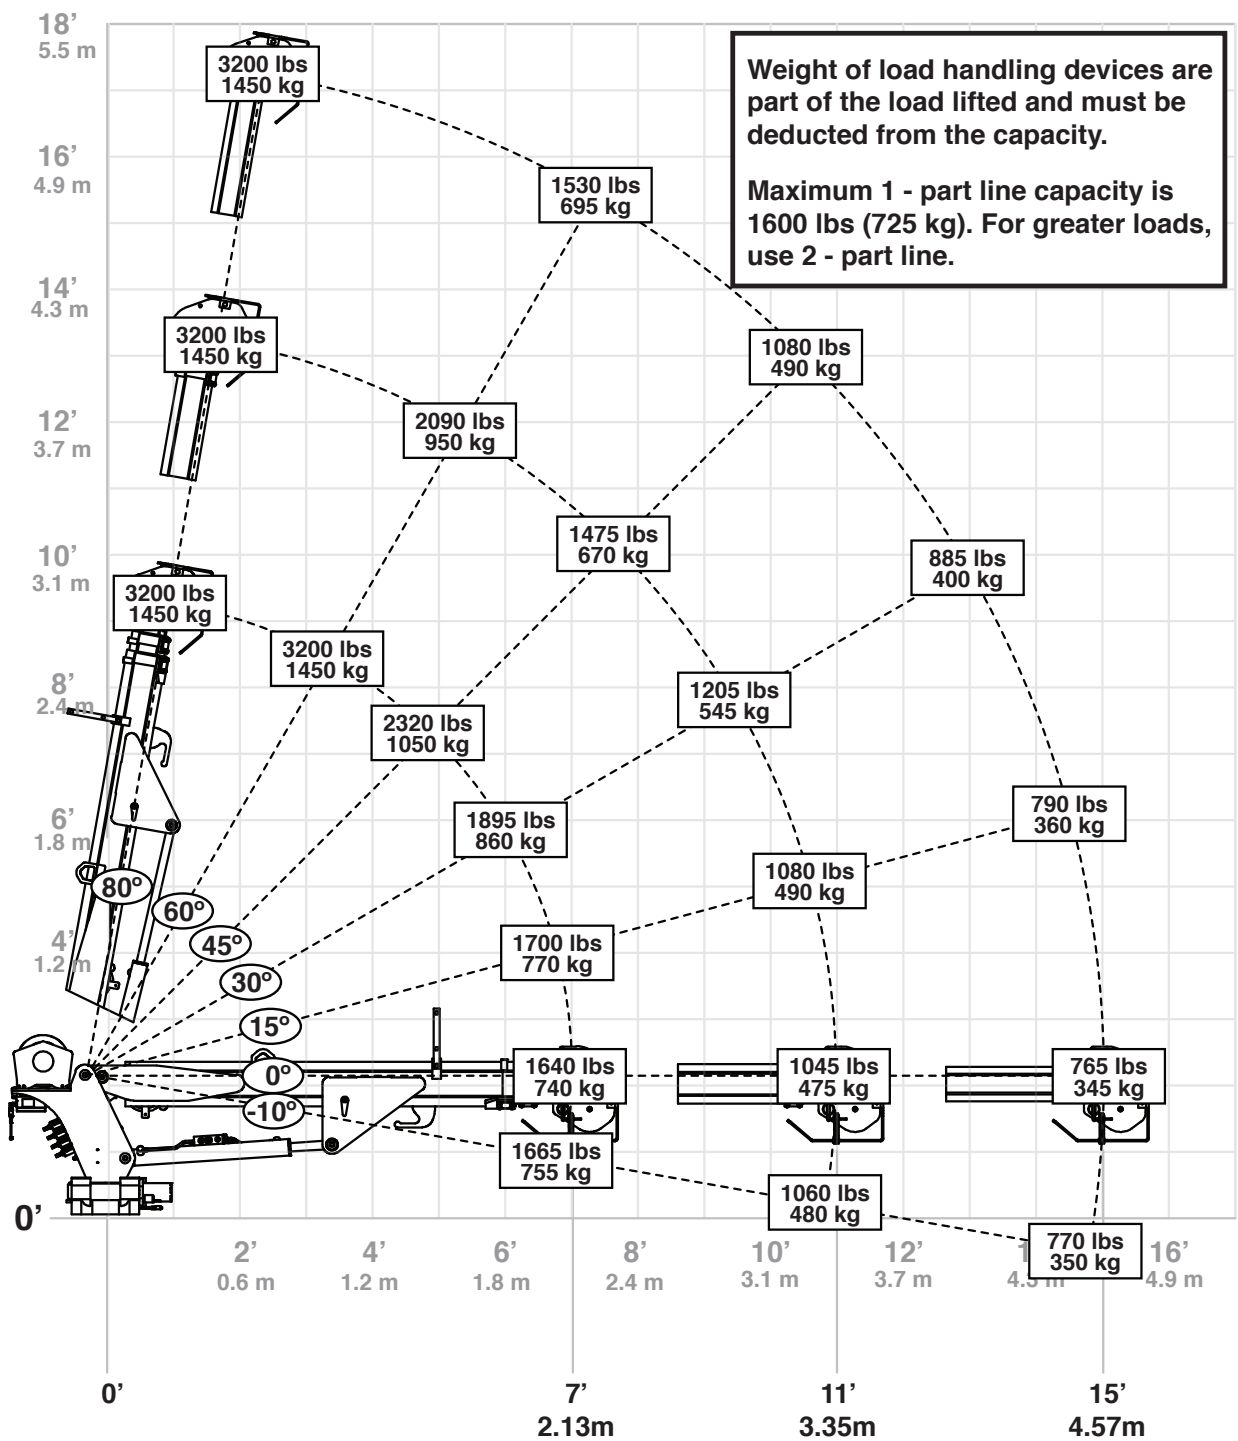 18’
5.5 m
3200 lbs
1450 kg
Weight of load handling devices are
part of the load lifted and must be
deducted from the capacity.
Maximum 1 - part line capacity is
1600 lbs (725 kg). For greater loads,
use 2 - part line.
16’
4.9 m
1530 lbs
695 kg
14’
4.3 m
3200 lbs
1450 kg
1080 lbs
490 kg
12’
3.7 m
2090 lbs
950 kg
10’
3.1 m
1475 lbs
670 kg
885 lbs
400 kg
3200 lbs
1450 kg
3200 lbs
1450 kg
8’
2.4 m
2320 lbs
1050 kg
1205 lbs
545 kg
6’
1.8 m
1895 lbs
860 kg
790 lbs
360 kg
80º
60º
45º
30º
15º
0º
-10º
1080 lbs
490 kg
4’
1.2 m
1700 lbs
770 kg
1640 lbs
740 kg
1045 lbs
475 kg
765 lbs
345 kg
1665 lbs
755 kg
1060 lbs
480 kg
770 lbs
350 kg
0’
2’
0.6 m
4’
1.2 m
6’
1.8 m
8’
2.4 m
10’
3.1 m
12’
3.7 m
16’
4.9 m
0’
7’
2.13m
11’
3.35m
15’
4.57m